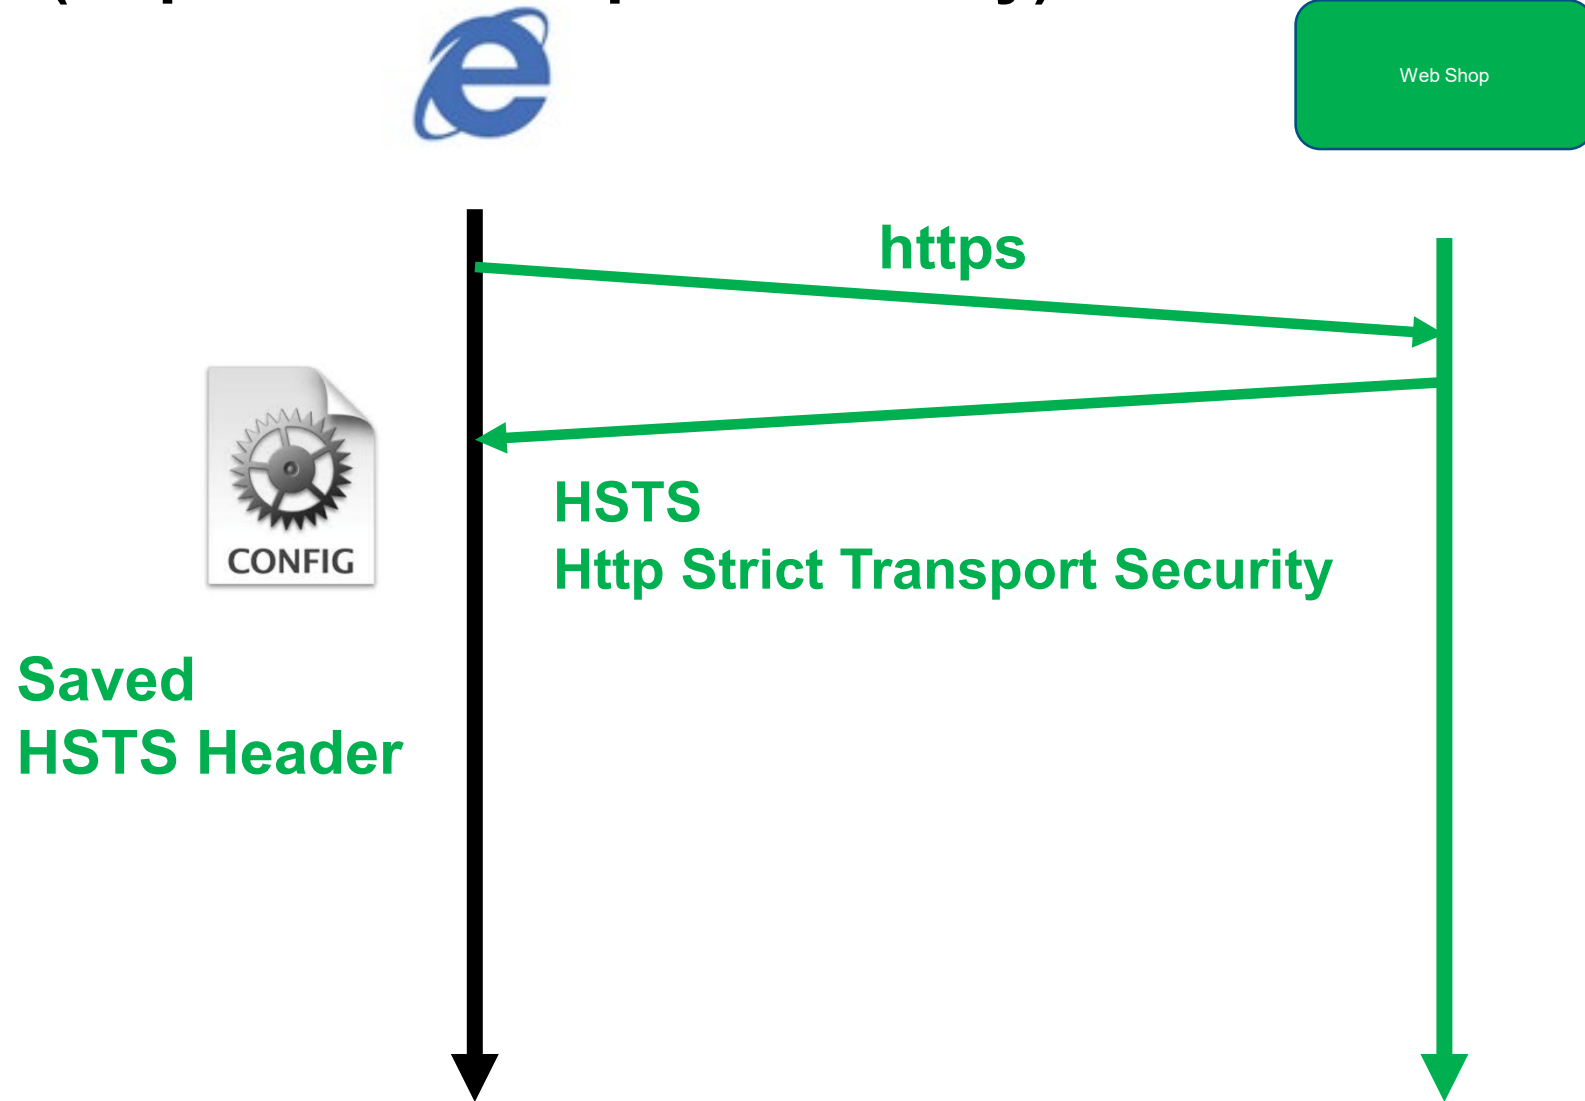 Web Shop
https
HSTS
Http Strict Transport Security
CONFIG
Saved
HSTS Header